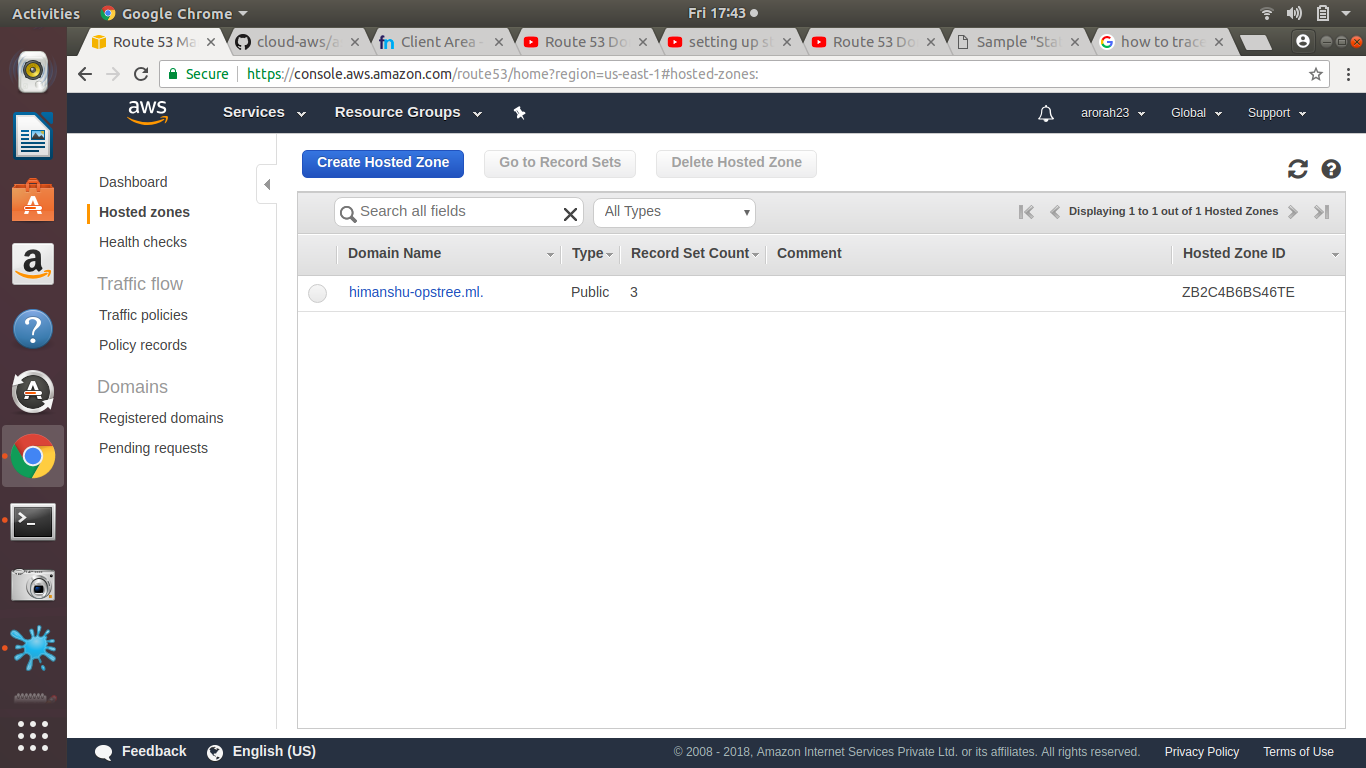 Activities Google Chrome Fri 17:43
Route 53 Ma cloud-aws/a Client Area - Route 53 Do setting up s Route 53 Do Sample "Stat how to trace
Secure https://console.aws.amazon.com/route53/home?region=us-east-1#hosted-zones:
aws Services Resource Groups arorah23 Global Support
Create Hosted Zone Go to Record Sets Delete Hosted Zone
Dashboard
Hosted zones
Health checks
Traffic flow
Traffic policies
Policy records
Domains
Registered domains
Pending requests
Search all fields All Types Displaying 1 to 1 out of 1 Hosted Zones
Domain Name Type Record Set Count Comment Hosted Zone ID
himanshu-opstree.ml. Public 3 ZB2C4B6BS46TE
Feedback English (US) © 2008 - 2018, Amazon Internet Services Private Ltd. or its affiliates. All rights reserved. Privacy Policy Terms of Use